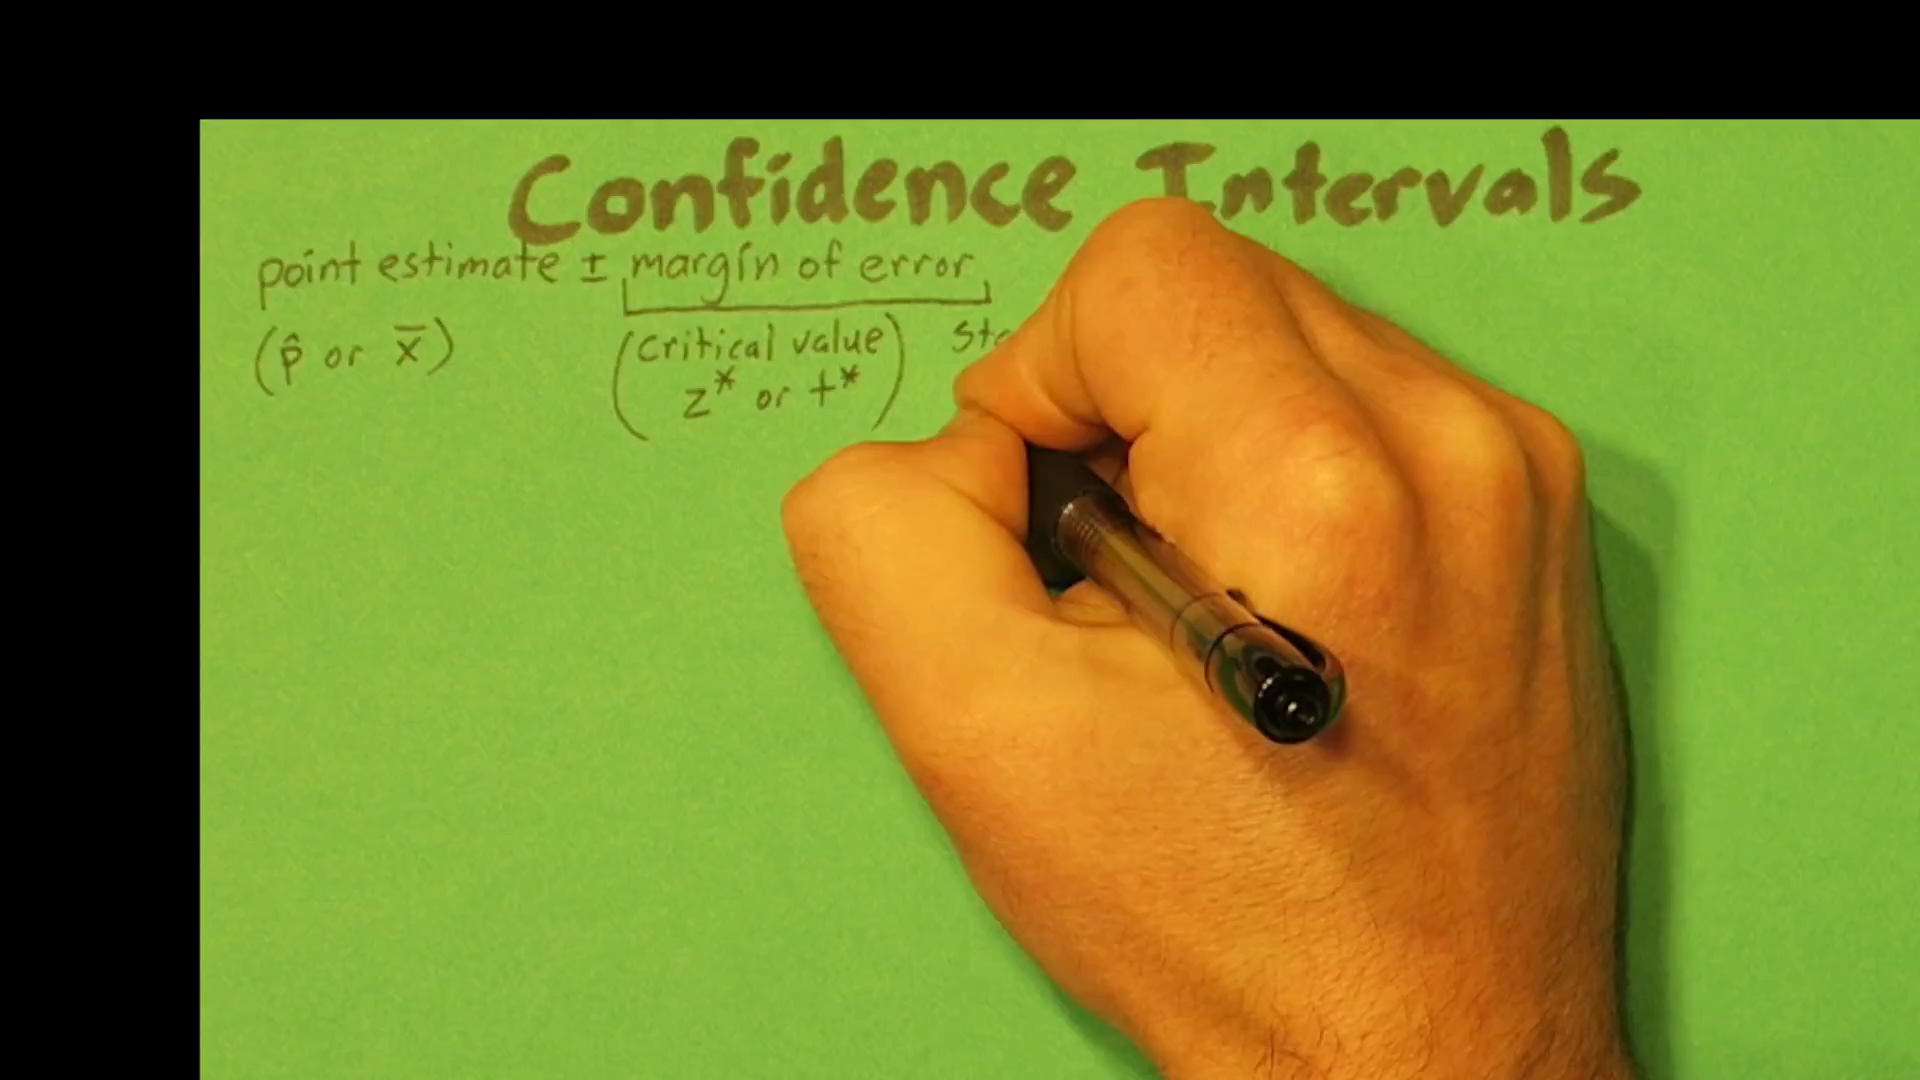 Confidence Intervals
point estimate ± margin of error
(p̂ or x̄) (critical value
z* or t*)